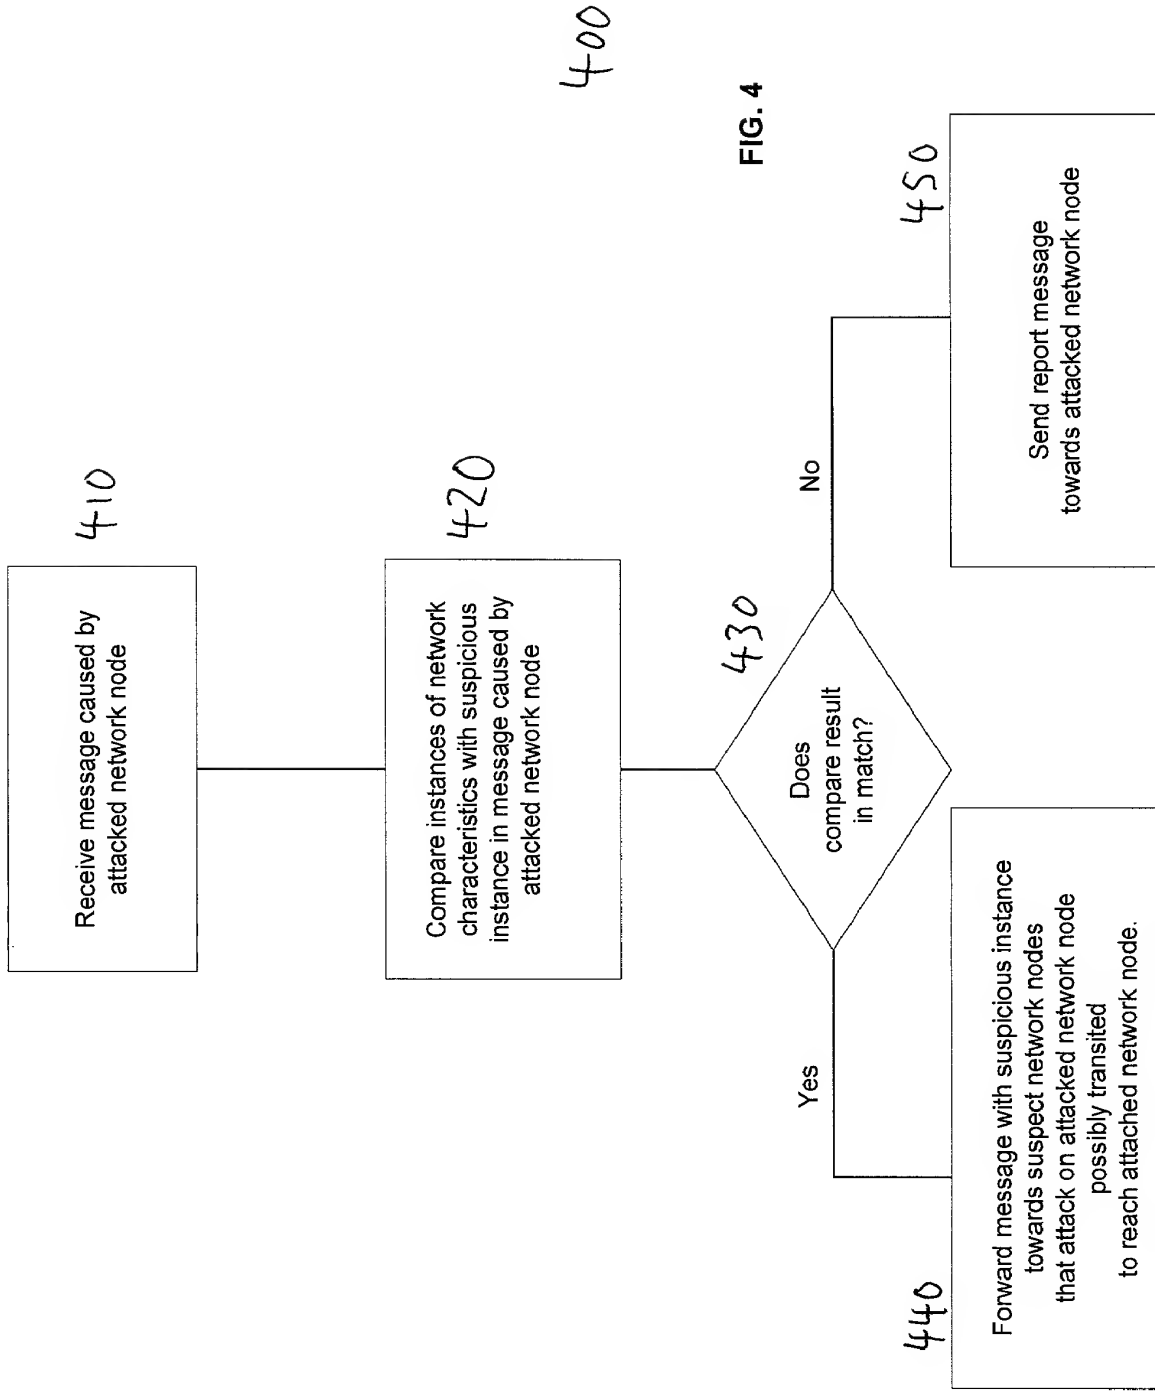 400
FIG. 4
410
Receive message caused by
attacked network node
420
Compare instances of network
characteristics with suspicious
instance in message caused by
attacked network node
430
Does
compare result
in match?
Yes
No
440
Forward message with suspicious instance
towards suspect network nodes
that attack on attacked network node
possibly transited
to reach attached network node.
450
Send report message
towards attacked network node